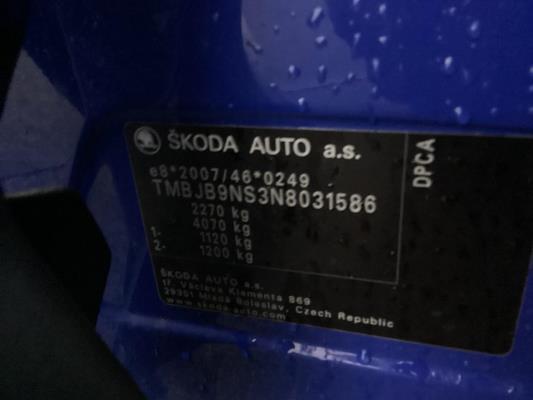 ŠKODA AUTO a.s.
e8*2007/46*0249
TMBJB9NS3N8031586
2270 kg
4070 kg
1- 1120 kg
2- 1200 kg
DPCA
ŠKODA AUTO a.s.
17. Václava Klementa 869
29301 Mladá Boleslav, Czech Republic
www.skoda-auto.com